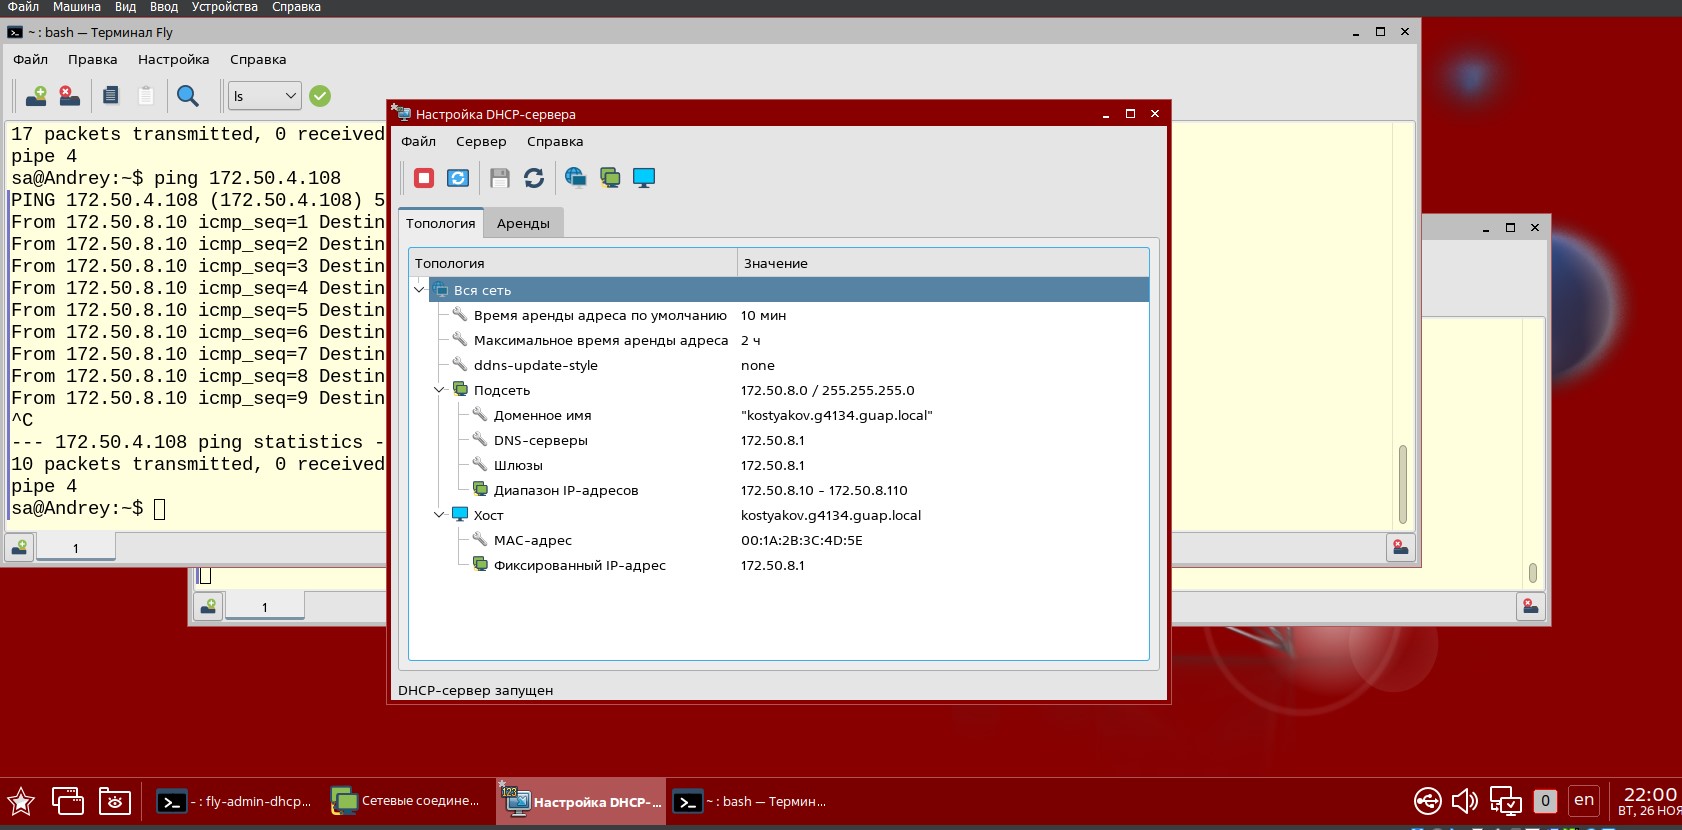 Файл Машина Вид Ввод Устройства Справка
~ : bash — Терминал Fly
Файл Правка Настройка Справка
ls
17 packets transmitted, 0 received
pipe 4
sa@Andrey:~$ ping 172.50.4.108
PING 172.50.4.108 (172.50.4.108) 5
From 172.50.8.10 icmp_seq=1 Destin
From 172.50.8.10 icmp_seq=2 Destin
From 172.50.8.10 icmp_seq=3 Destin
From 172.50.8.10 icmp_seq=4 Destin
From 172.50.8.10 icmp_seq=5 Destin
From 172.50.8.10 icmp_seq=6 Destin
From 172.50.8.10 icmp_seq=7 Destin
From 172.50.8.10 icmp_seq=8 Destin
From 172.50.8.10 icmp_seq=9 Destin
^C
--- 172.50.4.108 ping statistics -
10 packets transmitted, 0 received
pipe 4
sa@Andrey:~$
1
1
Настройка DHCP-сервера
Файл Сервер Справка
Топология Аренды
Топология Значение
Вся сеть
Время аренды адреса по умолчанию 10 мин
Максимальное время аренды адреса 2 ч
ddns-update-style none
Подсеть 172.50.8.0 / 255.255.255.0
Доменное имя "kostyakov.g4134.guap.local"
DNS-серверы 172.50.8.1
Шлюзы 172.50.8.1
Диапазон IP-адресов 172.50.8.10 - 172.50.8.110
Хост kostyakov.g4134.guap.local
MAC-адрес 00:1A:2B:3C:4D:5E
Фиксированный IP-адрес 172.50.8.1
DHCP-сервер запущен
- : fly-admin-dhcp... Сетевые соедине... 123 Настройка DHCP-... ~ : bash — Термин... 0 en 22:00
ВТ, 26 НОЯ